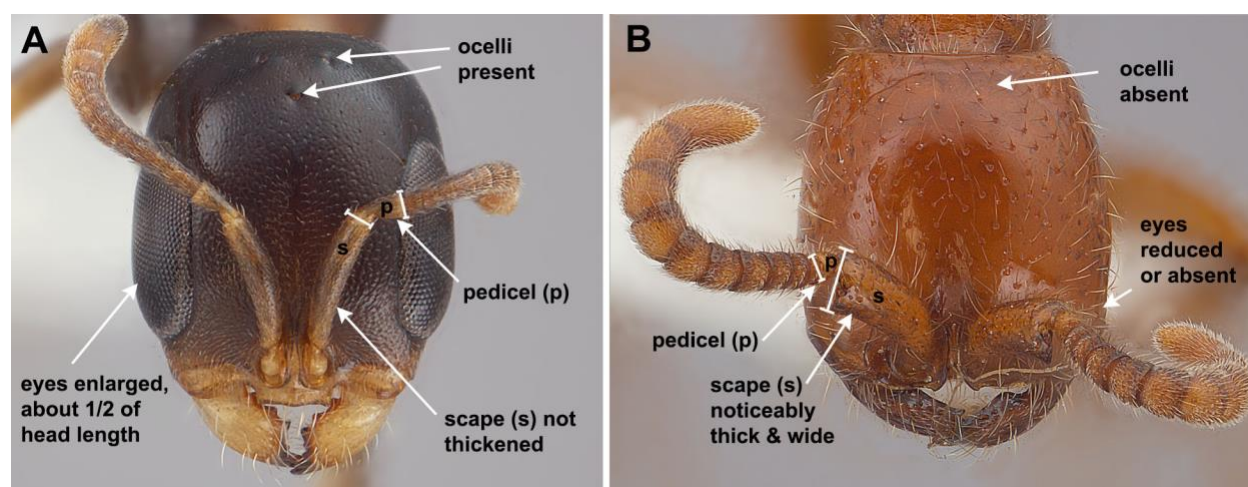 A
ocelli
present
p
s
pedicel (p)
eyes enlarged,
about 1/2 of
head length
scape (s) not
thickened
B
ocelli
absent
eyes
reduced
or absent
p
s
pedicel (p)
scape (s)
noticeably
thick & wide